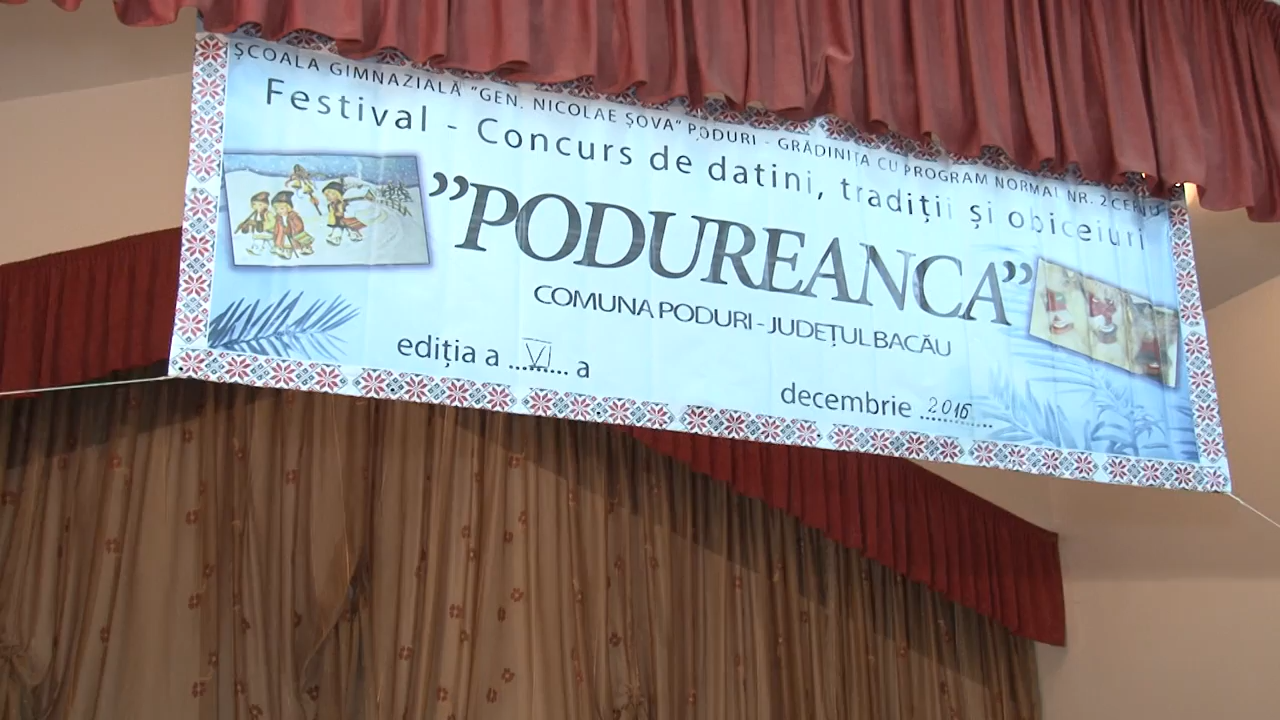 ȘCOALA GIMNAZIALĂ "GEN. NICOLAE ȘOVA" PODURI - GRĂDINIȚA CU PROGRAM NORMAL NR. 2 CERNU
Festival - Concurs de datini, tradiții și obiceiuri
”PODUREANCA”
COMUNA PODURI - JUDEȚUL BACĂU
ediția a ...VI... a
decembrie 2016